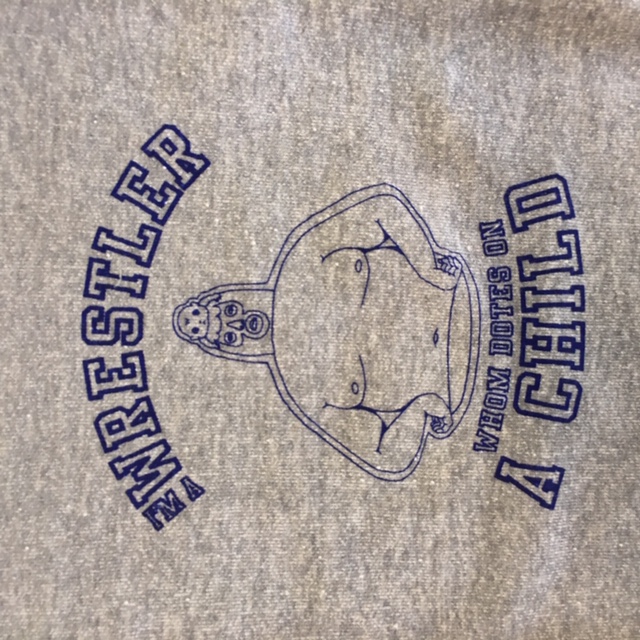 I'M A
WRESTLER
WHOM DOTES ON
A CHILD